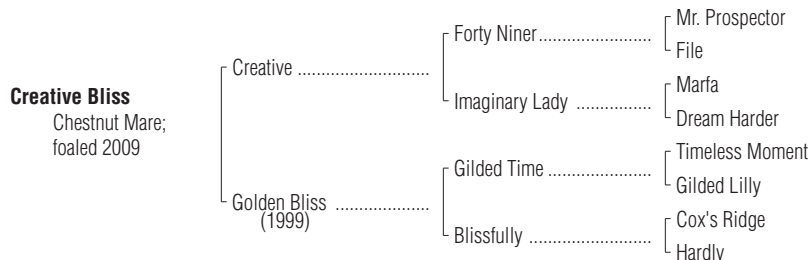 Mr. Prospector
Forty Niner
File
Creative
Marfa
Imaginary Lady
Dream Harder
Creative Bliss
Chestnut Mare;
foaled 2009
Timeless Moment
Gilded Time
Gilded Lilly
Golden Bliss
(1999)
Cox's Ridge
Blissfully
Hardly